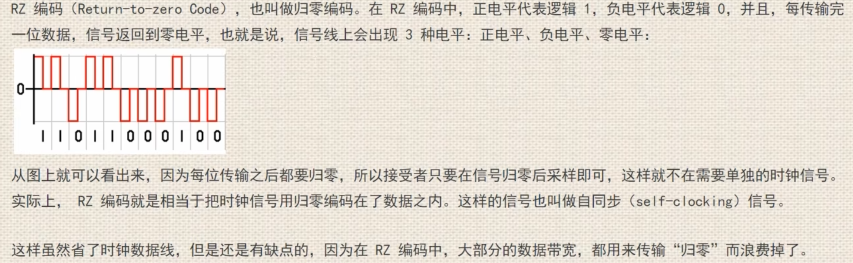 RZ 编码(Return-to-zero Code),也叫做归零编码。在 RZ 编码中,正电平代表逻辑 1,负电平代表逻辑 0,并且,每传输完
一位数据,信号返回到零电平,也就是说,信号线上会出现 3 种电平:正电平、负电平、零电平:
0
1 1 0 1 1 0 0 0 1 0 0
从图上就可以看出来,因为每位传输之后都要归零,所以接受者只要在信号归零后采样即可,这样就不在需要单独的时钟信号。
实际上, RZ 编码就是相当于把时钟信号用归零编码在了数据之内。这样的信号也叫做自同步(self-clocking)信号。
这样虽然省了时钟数据线,但是还是有缺点的,因为在 RZ 编码中,大部分的数据带宽,都用来传输“归零”而浪费掉了。